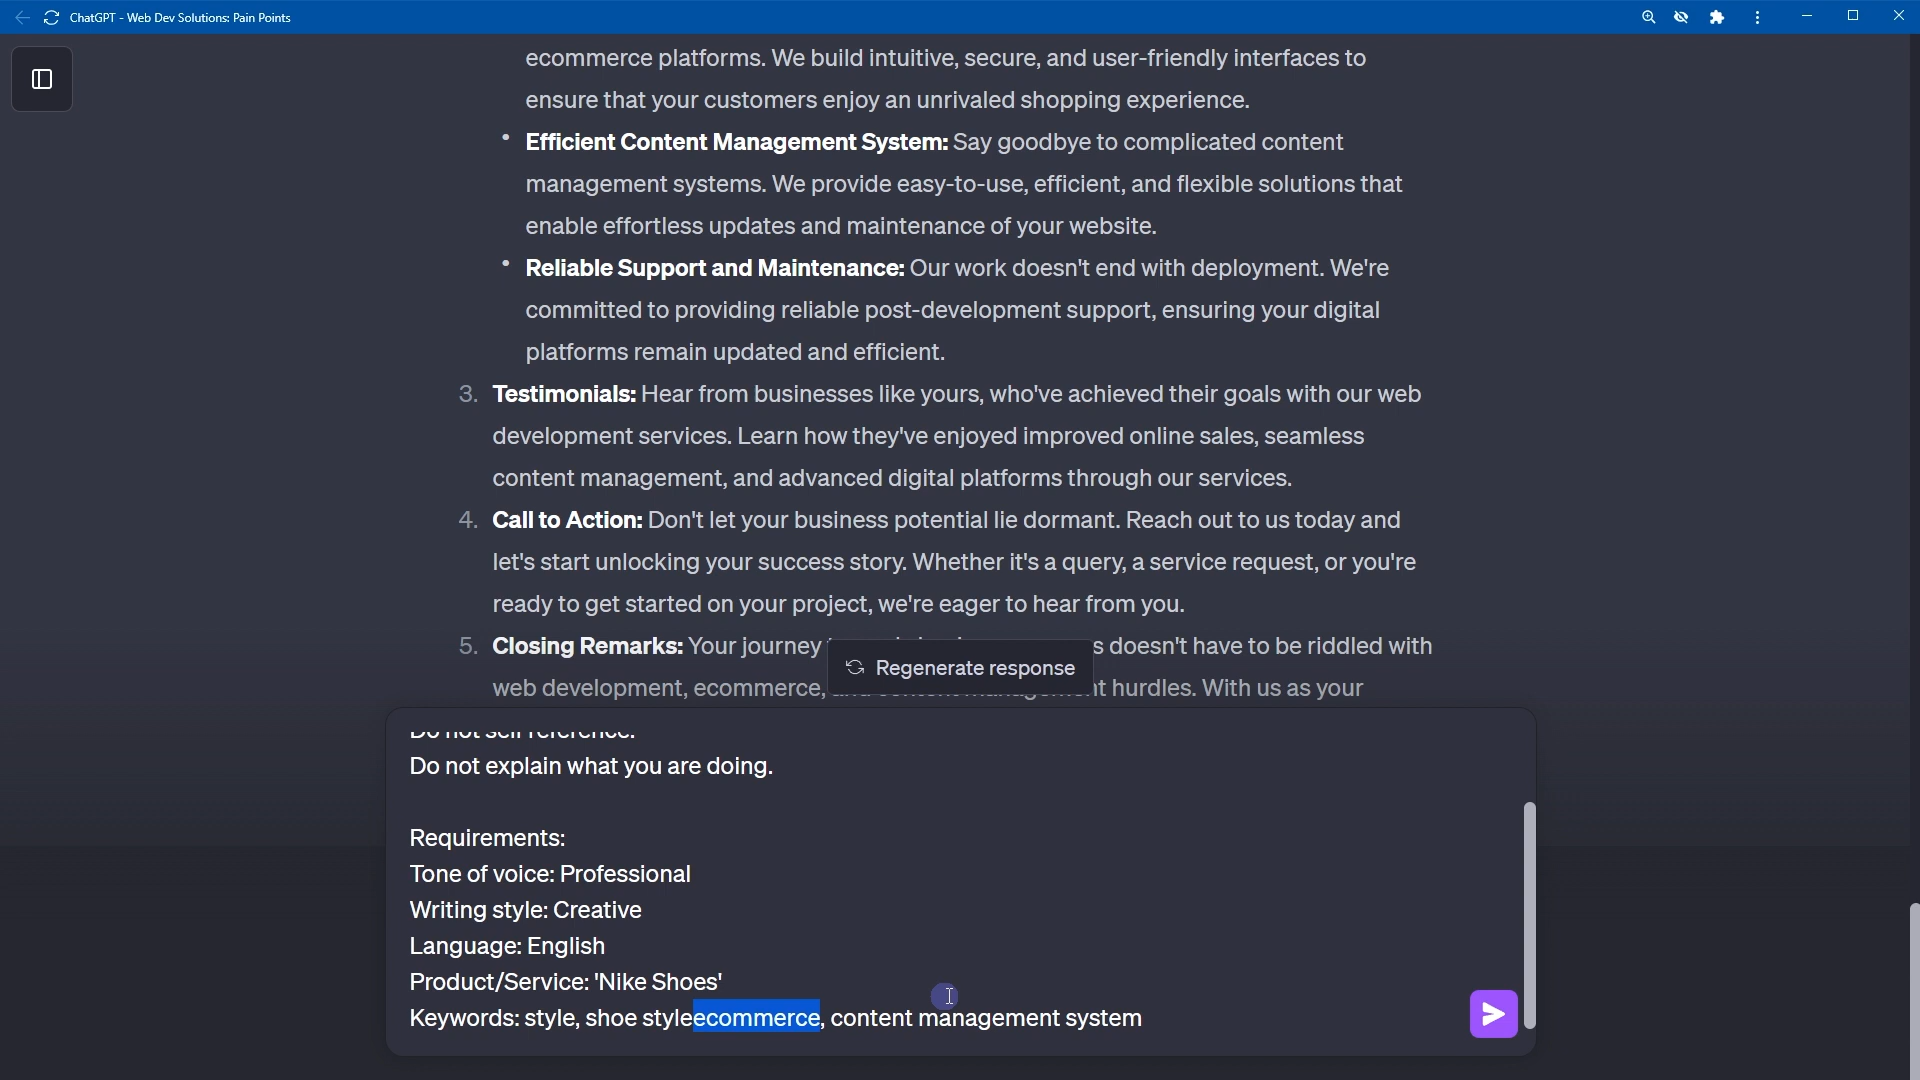 ChatGPT - Web Dev Solutions: Pain Points
ecommerce platforms. We build intuitive, secure, and user-friendly interfaces to
ensure that your customers enjoy an unrivaled shopping experience.
• Efficient Content Management System: Say goodbye to complicated content
management systems. We provide easy-to-use, efficient, and flexible solutions that
enable effortless updates and maintenance of your website.
• Reliable Support and Maintenance: Our work doesn't end with deployment. We're
committed to providing reliable post-development support, ensuring your digital
platforms remain updated and efficient.
3. Testimonials: Hear from businesses like yours, who've achieved their goals with our web
development services. Learn how they've enjoyed improved online sales, seamless
content management, and advanced digital platforms through our services.
4. Call to Action: Don't let your business potential lie dormant. Reach out to us today and
let's start unlocking your success story. Whether it's a query, a service request, or you're
ready to get started on your project, we're eager to hear from you.
5. Closing Remarks: Your journey doesn't have to be riddled with
Regenerate response
web development, ecommerce, hurdles. With us as your
Do not self reference.
Do not explain what you are doing.
Requirements:
Tone of voice: Professional
Writing style: Creative
Language: English
Product/Service: 'Nike Shoes'
Keywords: style, shoe styleecommerce, content management system